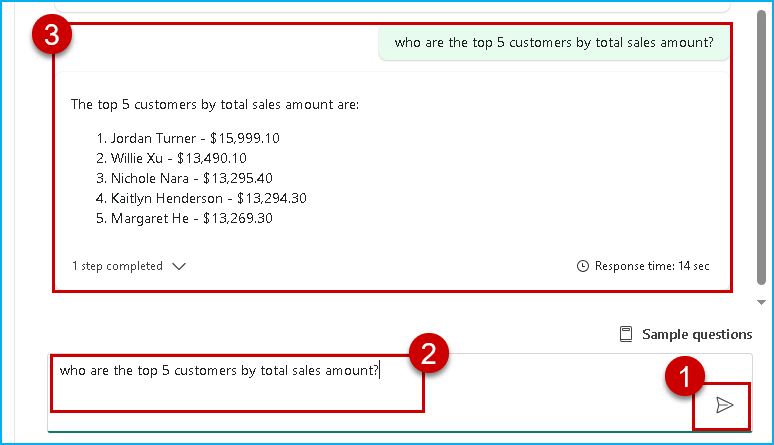 3
who are the top 5 customers by total sales amount?
The top 5 customers by total sales amount are:
1. Jordan Turner - $15,999.10
2. Willie Xu - $13,490.10
3. Nichole Nara - $13,295.40
4. Kaitlyn Henderson - $13,294.30
5. Margaret He - $13,269.30
1 step completed
Response time: 14 sec
Sample questions
2
who are the top 5 customers by total sales amount?
1